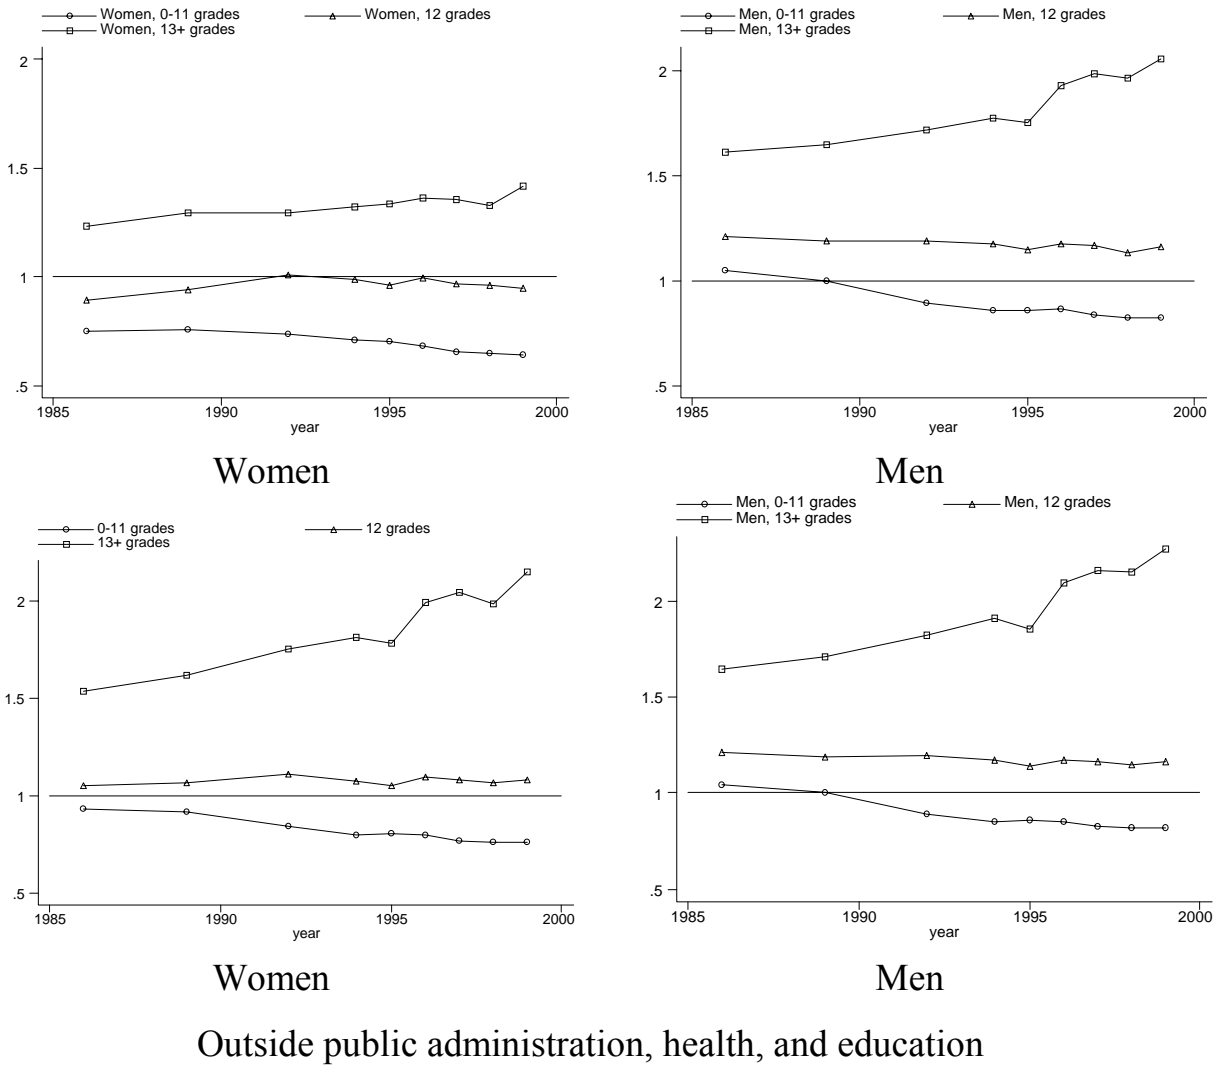 Women, 0-11 grades
Women, 12 grades
Women, 13+ grades
2
1.5
1
.5
1985
1990
1995
2000
year
Women
Men, 0-11 grades
Men, 12 grades
Men, 13+ grades
2
1.5
1
.5
1985
1990
1995
2000
year
Men
0-11 grades
12 grades
13+ grades
2
1.5
1
.5
1985
1990
1995
2000
year
Women
Men, 0-11 grades
Men, 12 grades
Men, 13+ grades
2
1.5
1
.5
1985
1990
1995
2000
year
Men
Outside public administration, health, and education